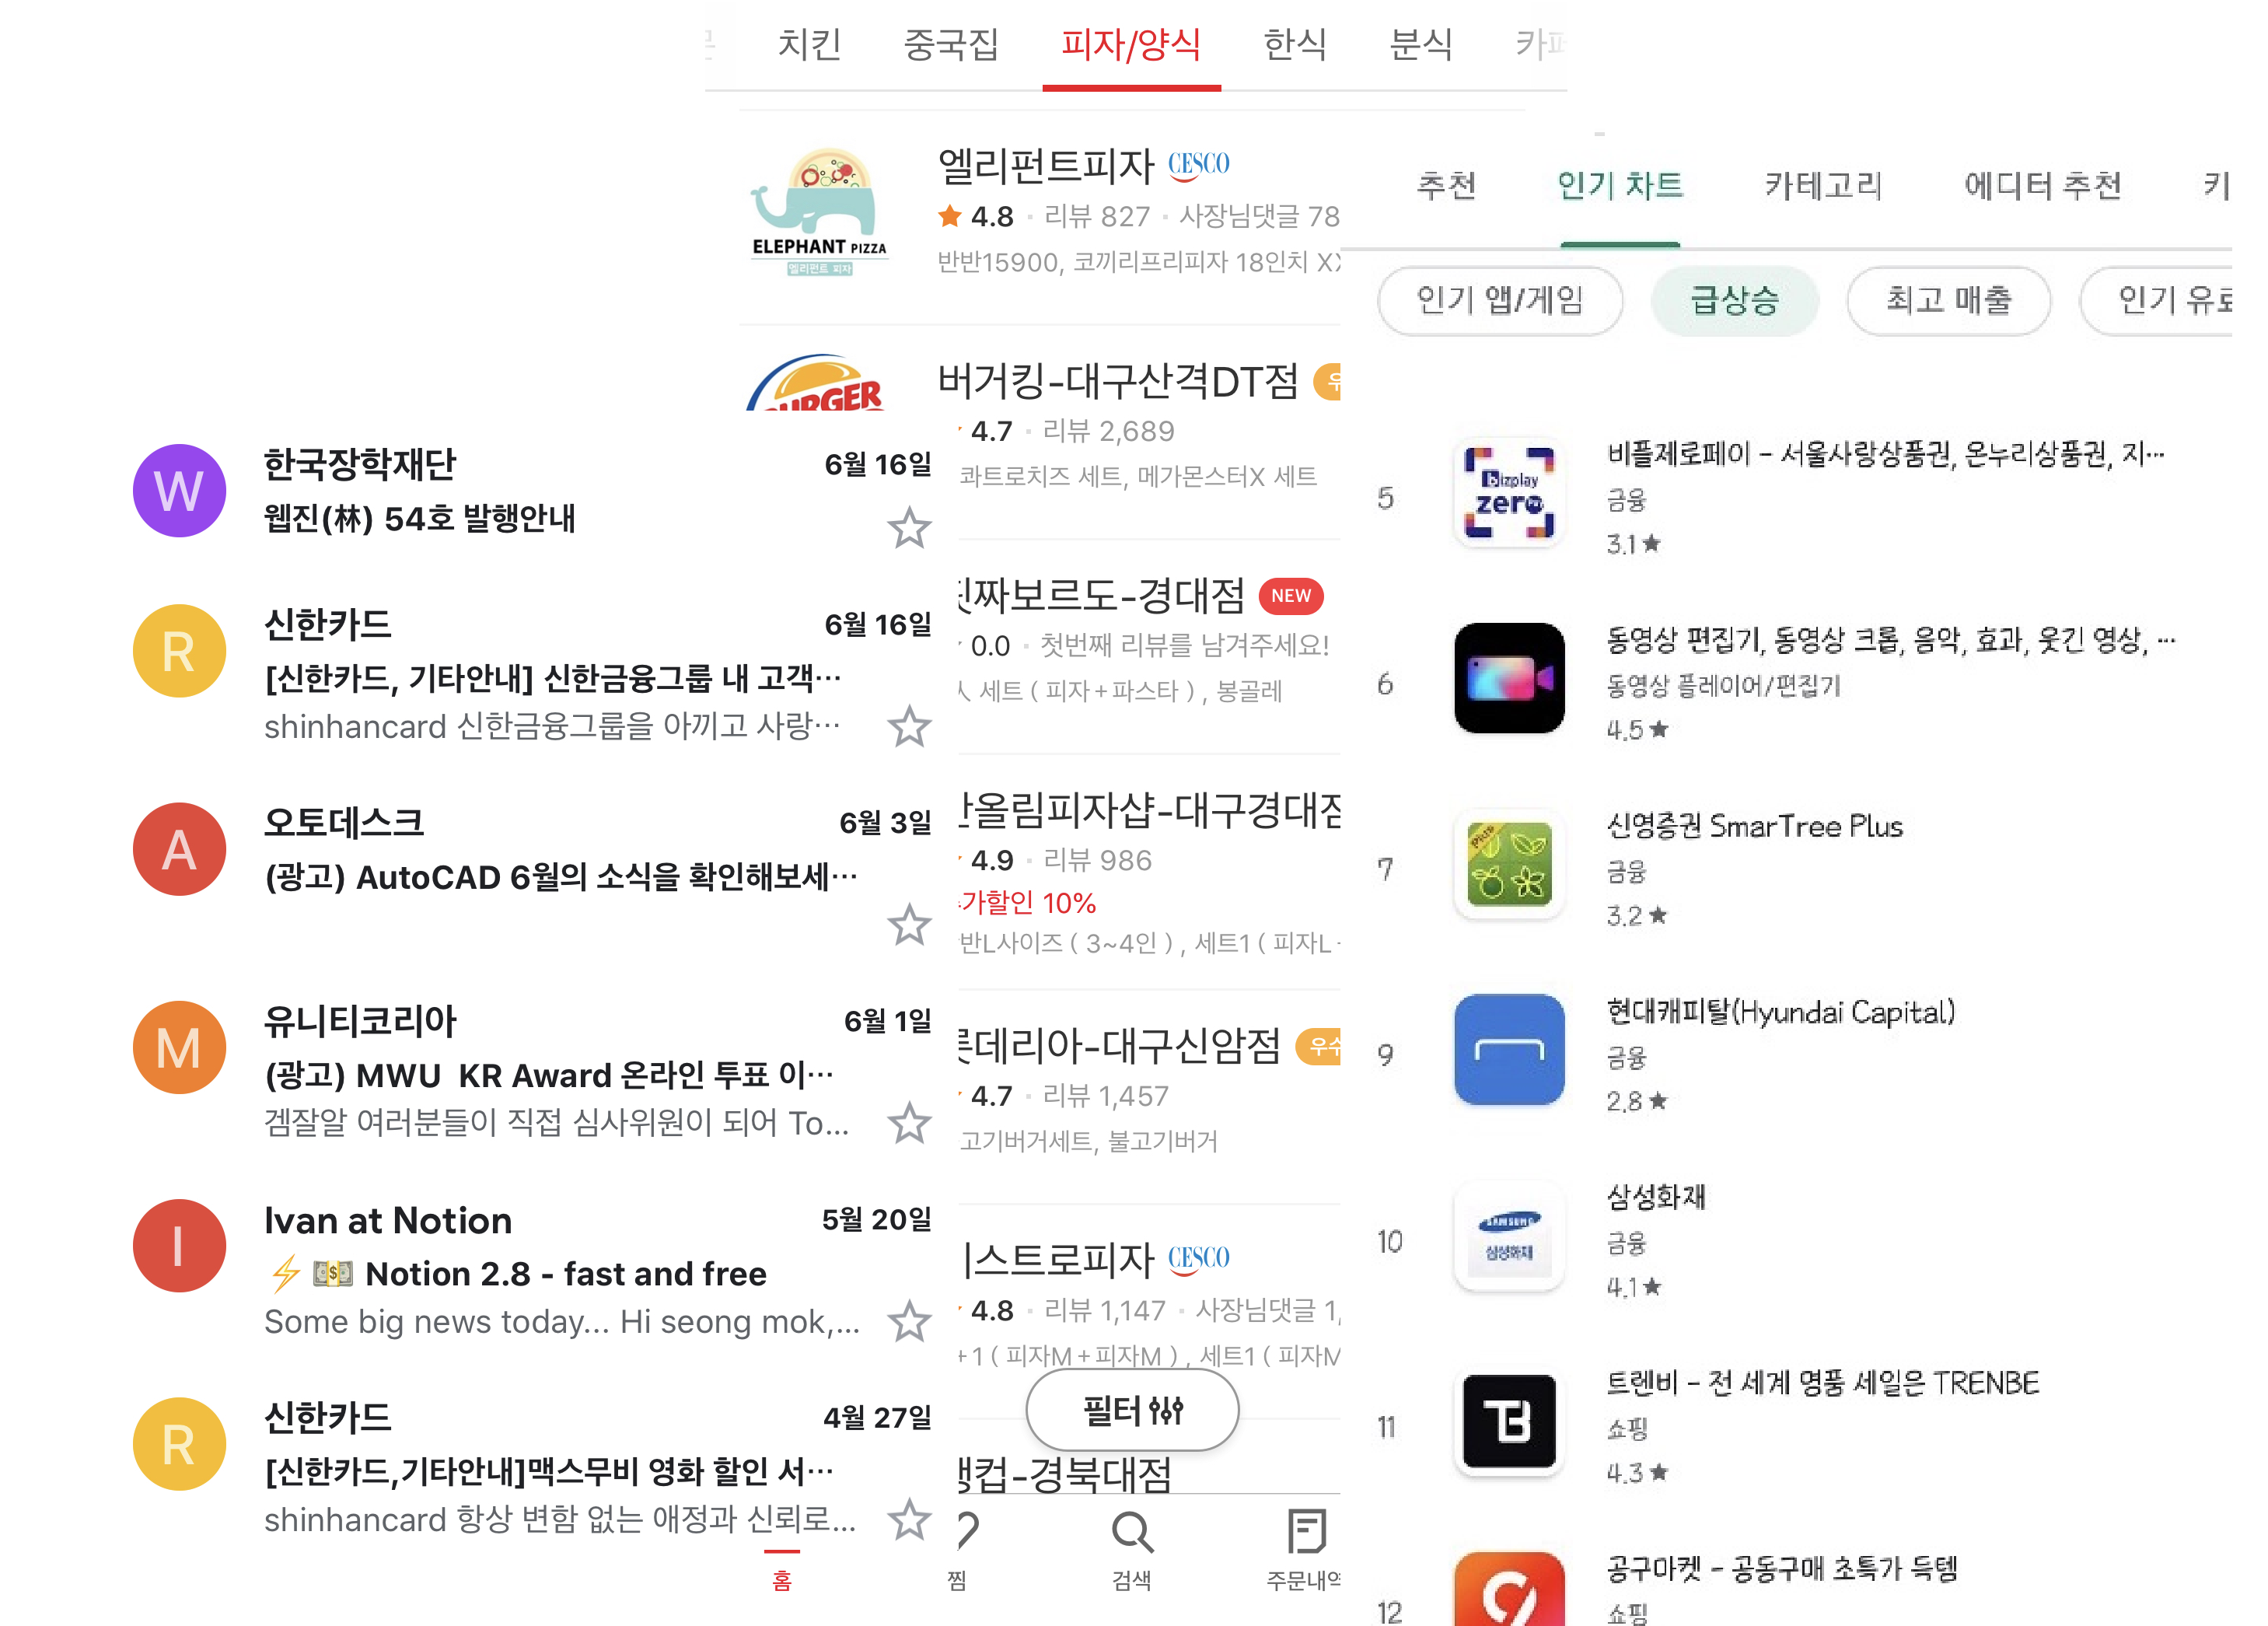 치킨 중국집 피자/양식 한식 분식
엘리펀트피자 CESCO
4.8 · 리뷰 827 · 사장님댓글 78
반반15900, 코끼리프리피자 18인치
ELEPHANT PIZZA
엘리펀트 피자
BURGER
버거킹-대구산격DT점
4.7 · 리뷰 2,689
콰트로치즈 세트, 메가몬스터X 세트
짜보르도-경대점 NEW
0.0 · 첫번째 리뷰를 남겨주세요!
세트 ( 피자+파스타 ) , 봉골레
올림피자샵-대구경대점
4.9 · 리뷰 986
가할인 10%
반L사이즈 ( 3~4인 ) , 세트1 ( 피자L
데리아-대구신암점 우수
4.7 · 리뷰 1,457
고기버거세트, 불고기버거
스트로피자 CESCO
4.8 · 리뷰 1,147 · 사장님댓글 1,
+1 ( 피자M+피자M ) , 세트1 ( 피자M
필터
컵-경북대점
홈 찜 검색 주문내역
W
한국장학재단 6월 16일
웹진(林) 54호 발행안내
R
신한카드 6월 16일
[신한카드, 기타안내] 신한금융그룹 내 고객…
shinhancard 신한금융그룹을 아끼고 사랑…
A
오토데스크 6월 3일
(광고) AutoCAD 6월의 소식을 확인해보세…
M
유니티코리아 6월 1일
(광고) MWU KR Award 온라인 투표 이…
겜잘알 여러분들이 직접 심사위원이 되어 To...
I
Ivan at Notion 5월 20일
⚡ 💵 Notion 2.8 - fast and free
Some big news today... Hi seong mok,...
R
신한카드 4월 27일
[신한카드,기타안내]맥스무비 영화 할인 서…
shinhancard 항상 변함 없는 애정과 신뢰로...
추천 인기 차트 카테고리 에디터 추천 키
인기 앱/게임 급상승 최고 매출 인기 유료
5
bizplay
zero
비플제로페이 - 서울사랑상품권, 온누리상품권, 지…
금융
3.1★
6
동영상 편집기, 동영상 크롭, 음악, 효과, 웃긴 영상, …
동영상 플레이어/편집기
4.5★
7
Plus
신영증권 SmarTree Plus
금융
3.2★
9
현대캐피탈(Hyundai Capital)
금융
2.8★
10
SAMSUNG
삼성화재
삼성화재
금융
4.1★
11
트렌비 - 전 세계 명품 세일은 TRENBE
쇼핑
4.3★
12
공구마켓 - 공동구매 초특가 득템
쇼핑